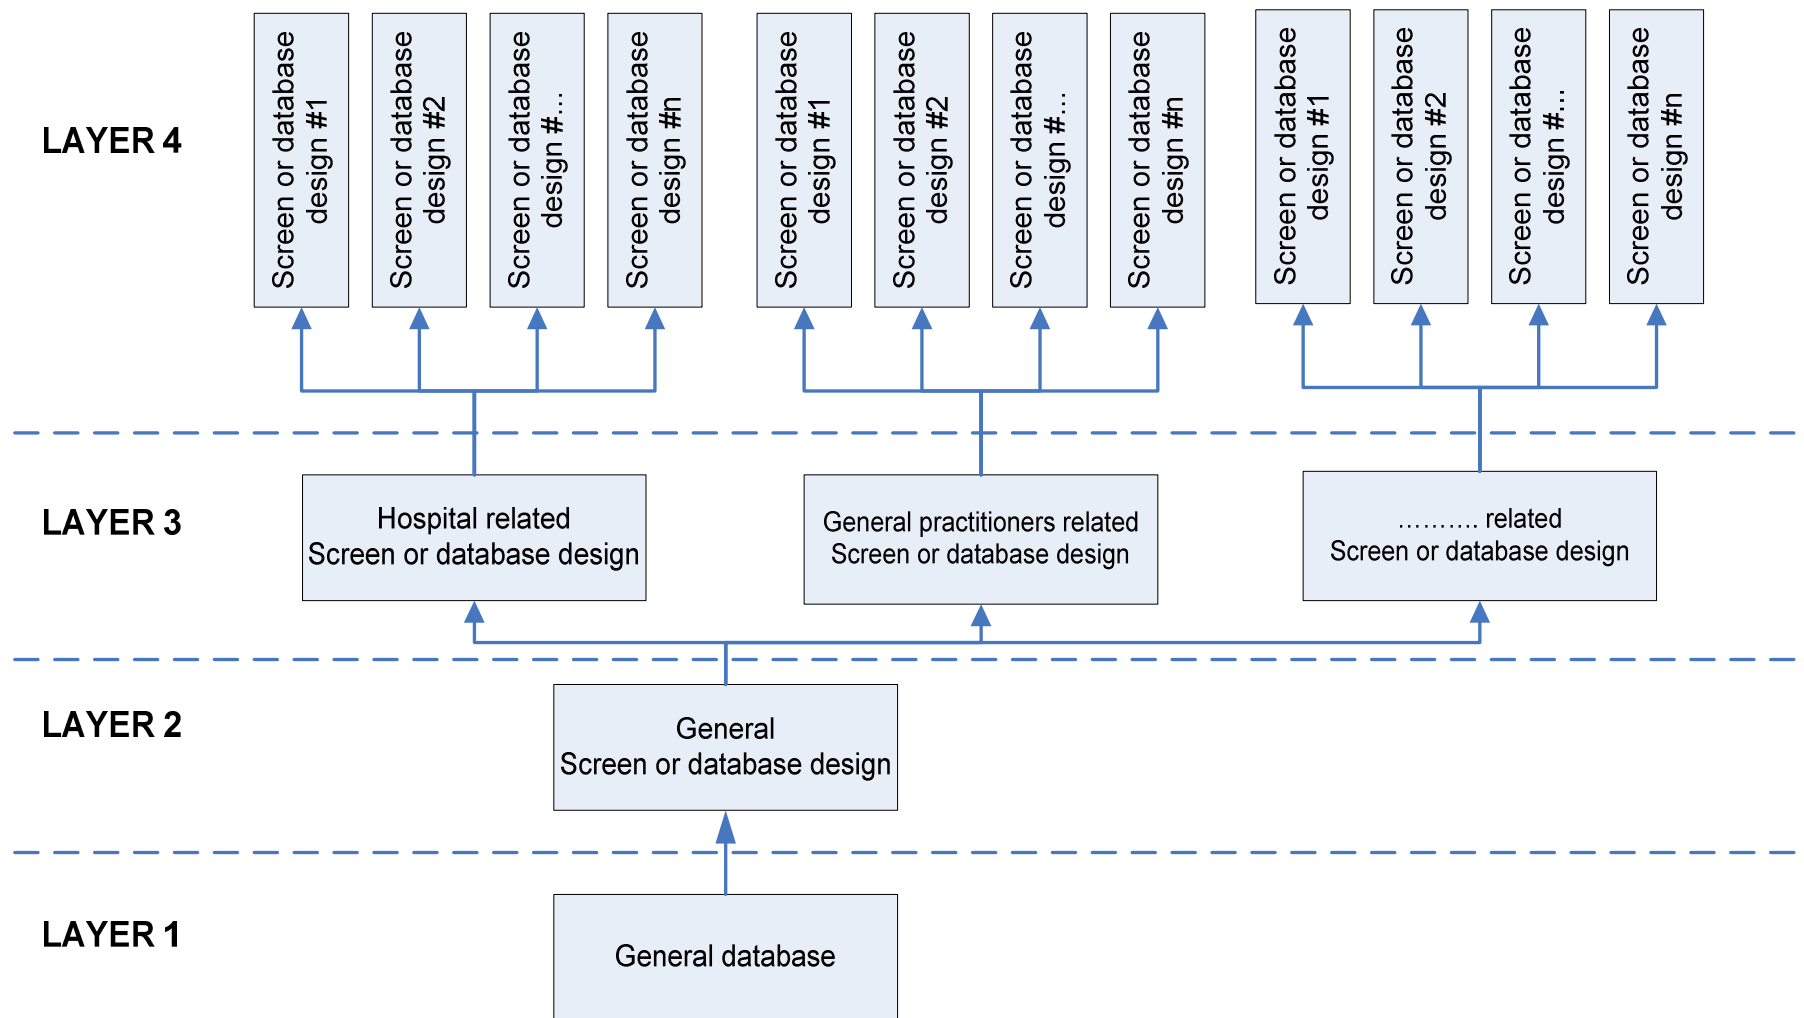 LAYER 4
Screen or database
design #1
Screen or database
design #2
Screen or database
design #...
Screen or database
design #n
Screen or database
design #1
Screen or database
design #2
Screen or database
design #...
Screen or database
design #n
Screen or database
design #1
Screen or database
design #2
Screen or database
design #...
Screen or database
design #n
LAYER 3
Hospital related
Screen or database design
General practitioners related
Screen or database design
………. related
Screen or database design
LAYER 2
General
Screen or database design
LAYER 1
General database